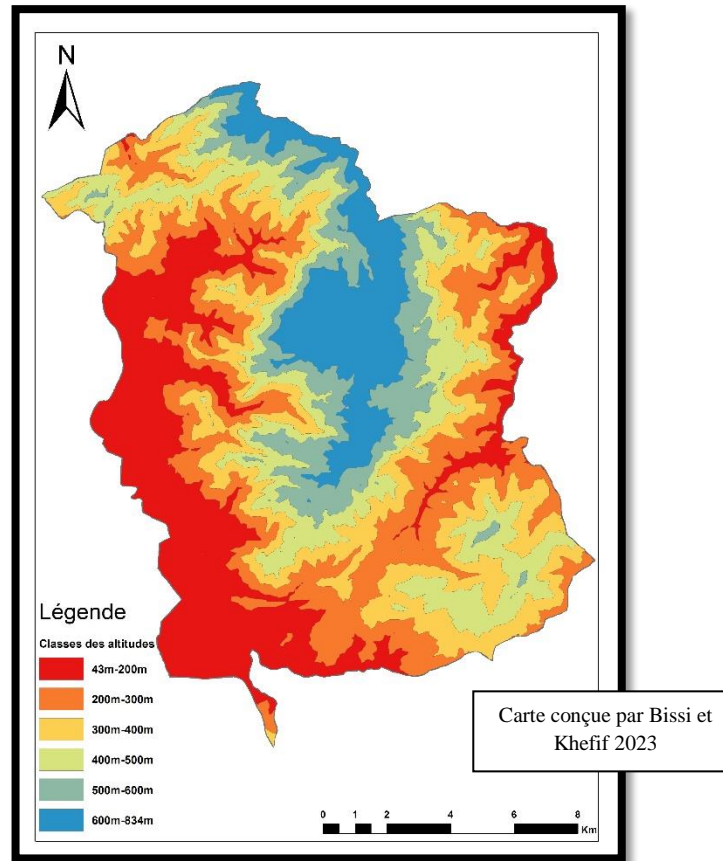 N
Légende
Classes des altitudes
43m-200m
200m-300m
300m-400m
400m-500m
500m-600m
600m-834m
Carte conçue par Bissi et
Khefif 2023
0 1 2 4 6 8
Km